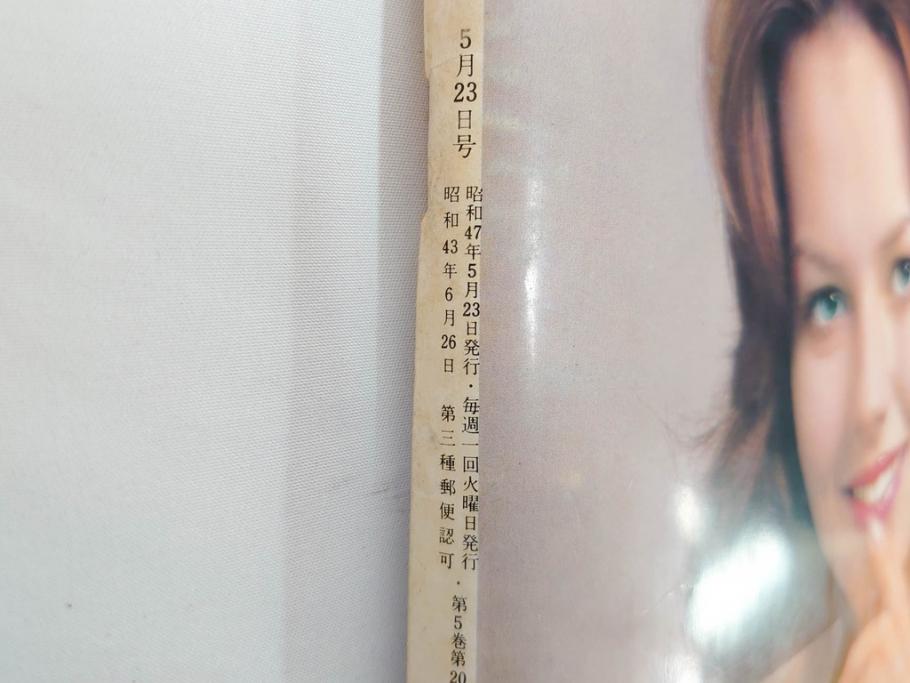 5月23日号
昭和47年5月23日発行・毎週一回火曜日発行
昭和43年6月26日 第三種郵便認可・第5巻第20